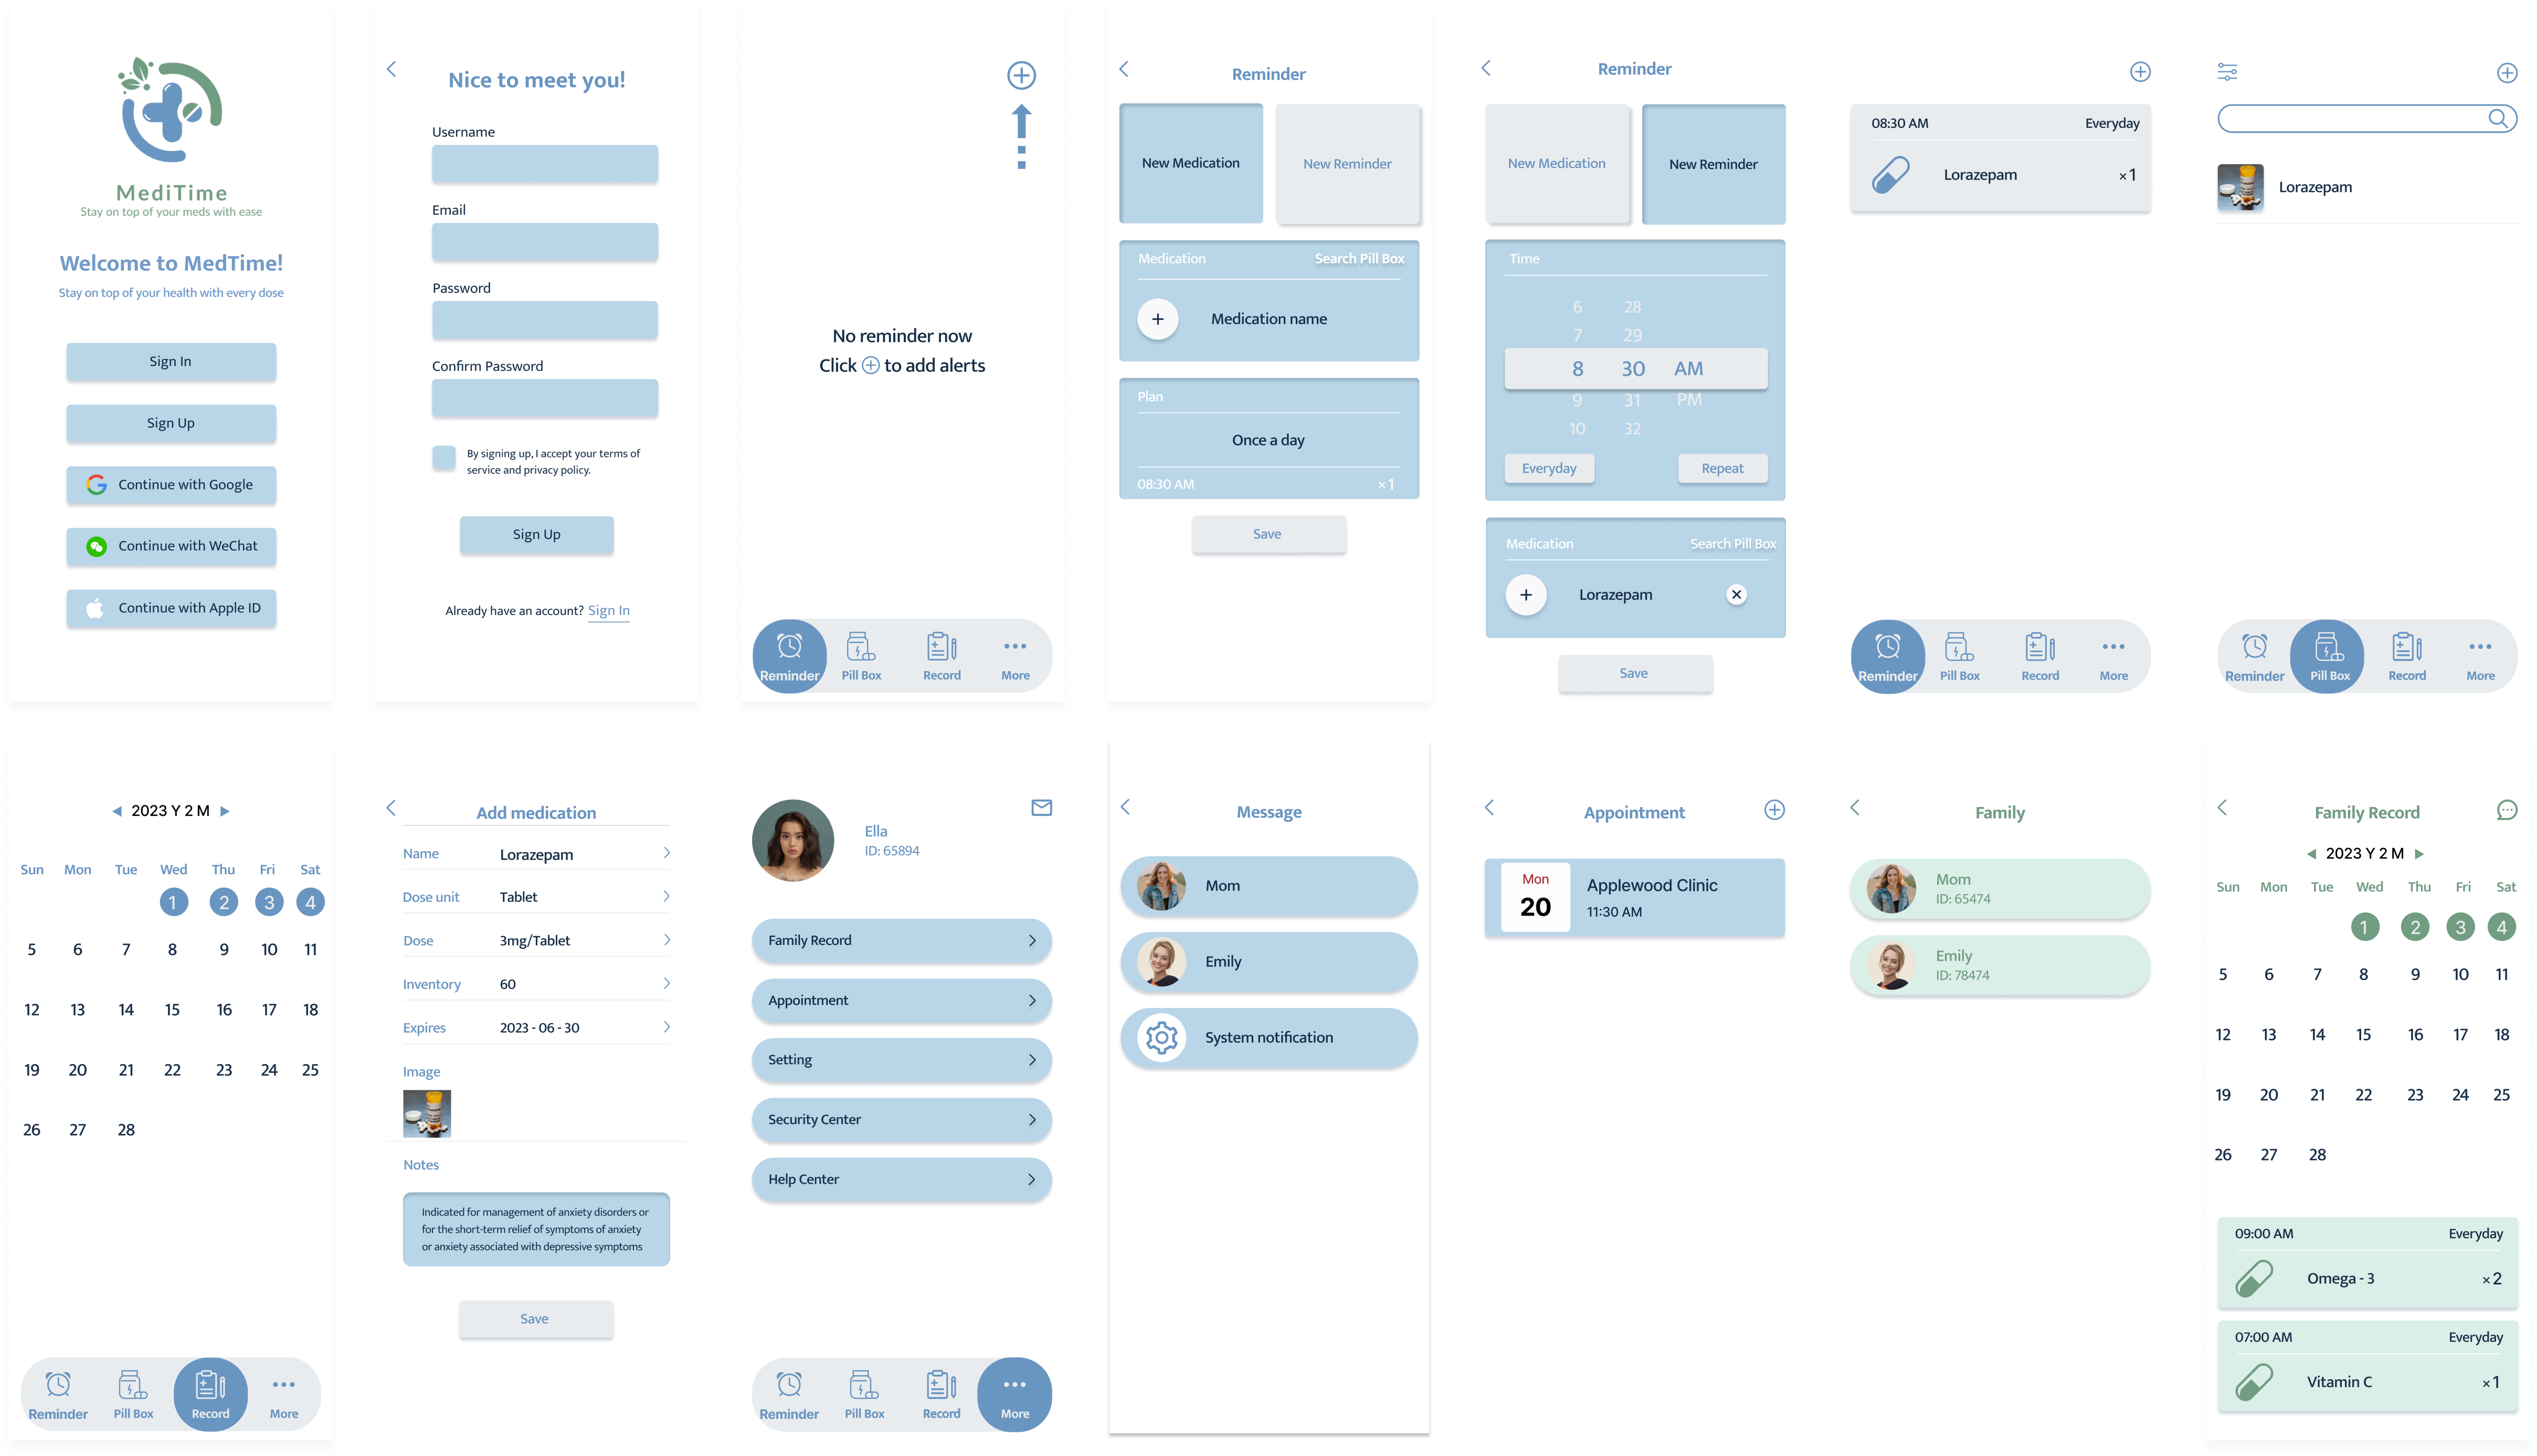 MediTime
Stay on top of your meds with ease
Welcome to MedTime!
Stay on top of your health with every dose
Sign In
Sign Up
Continue with Google
Continue with WeChat
Continue with Apple ID
Nice to meet you!
Username
Email
Password
Confirm Password
By signing up, I accept your terms of
service and privacy policy.
Sign Up
Already have an account? Sign In
No reminder now
Click + to add alerts
Reminder Pill Box Record More
Reminder
New Medication New Reminder
Medication Search Pill Box
+ Medication name
Plan
Once a day
08:30 AM ×1
Save
Reminder
New Medication New Reminder
Time
6 28
7 29
8 30 AM
9 31 PM
10 32
Everyday Repeat
Medication Search Pill Box
+ Lorazepam ×
Save
08:30 AM Everyday
Lorazepam ×1
Reminder Pill Box Record More
Lorazepam
Reminder Pill Box Record More
2023 Y 2 M
Sun Mon Tue Wed Thu Fri Sat
1 2 3 4
5 6 7 8 9 10 11
12 13 14 15 16 17 18
19 20 21 22 23 24 25
26 27 28
Reminder Pill Box Record More
Add medication
Name Lorazepam
Dose unit Tablet
Dose 3mg/Tablet
Inventory 60
Expires 2023 - 06 - 30
Image
Notes
Indicated for management of anxiety disorders or
for the short-term relief of symptoms of anxiety
or anxiety associated with depressive symptoms
Save
Ella
ID: 65894
Family Record
Appointment
Setting
Security Center
Help Center
Reminder Pill Box Record More
Message
Mom
Emily
System notification
Appointment
Mon
20
Applewood Clinic
11:30 AM
Family
Mom
ID: 65474
Emily
ID: 78474
Family Record
2023 Y 2 M
Sun Mon Tue Wed Thu Fri Sat
1 2 3 4
5 6 7 8 9 10 11
12 13 14 15 16 17 18
19 20 21 22 23 24 25
26 27 28
09:00 AM Everyday
Omega - 3 ×2
07:00 AM Everyday
Vitamin C ×1